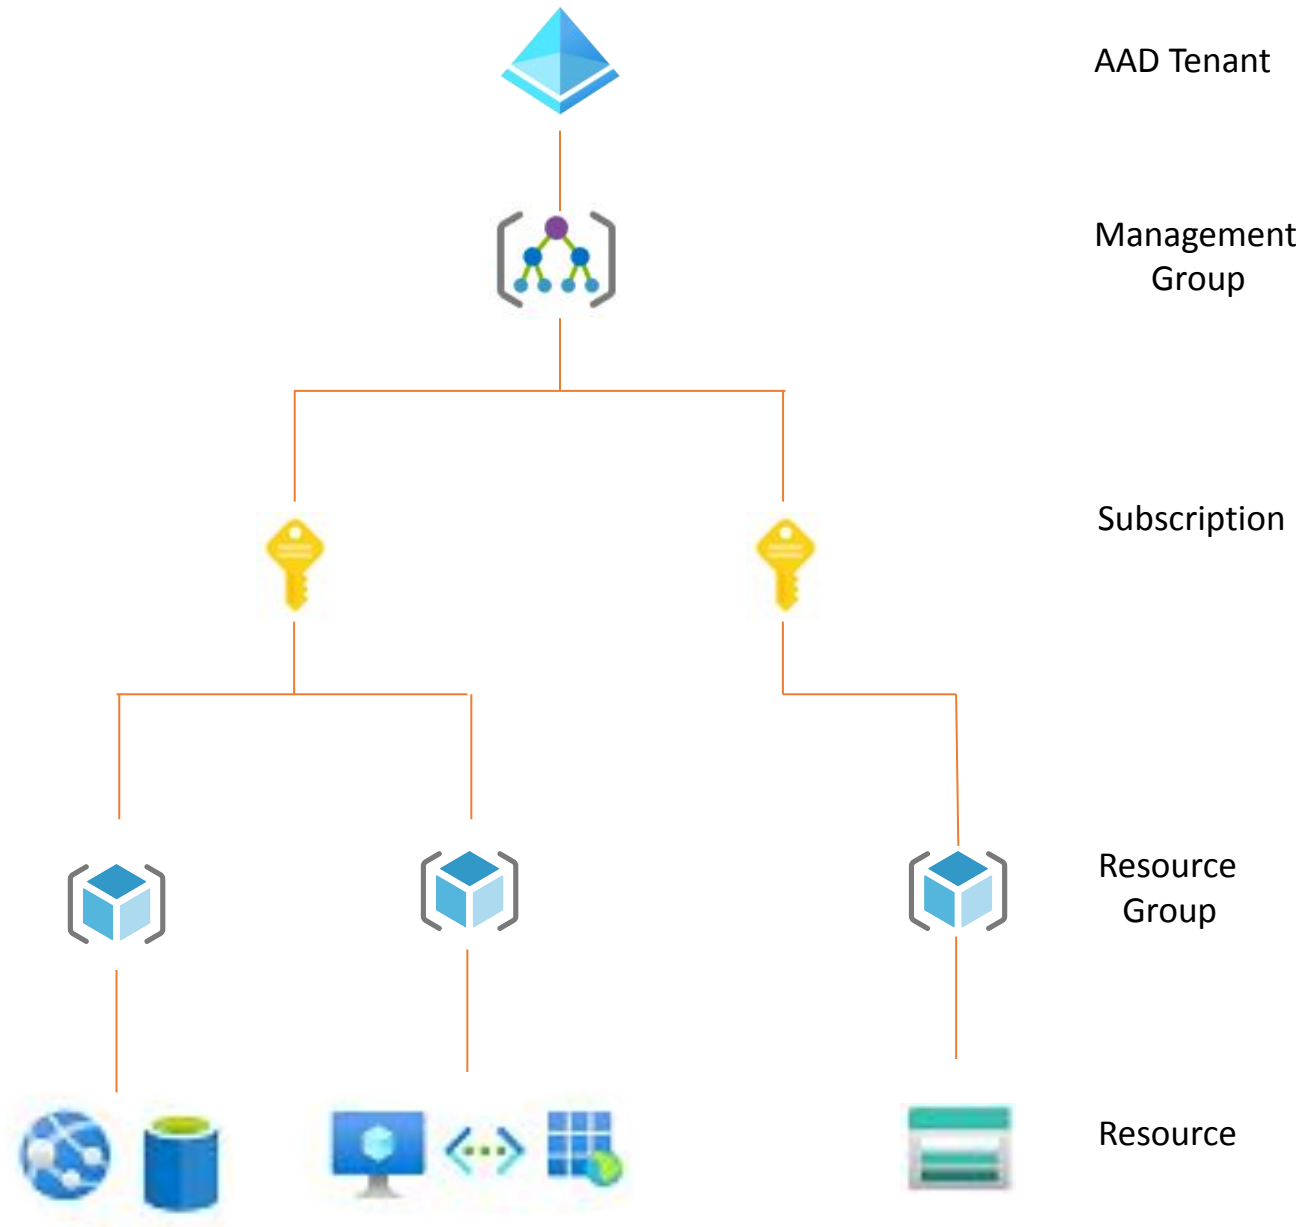 AAD Tenant
Management
Group
Subscription
Resource
Group
Resource